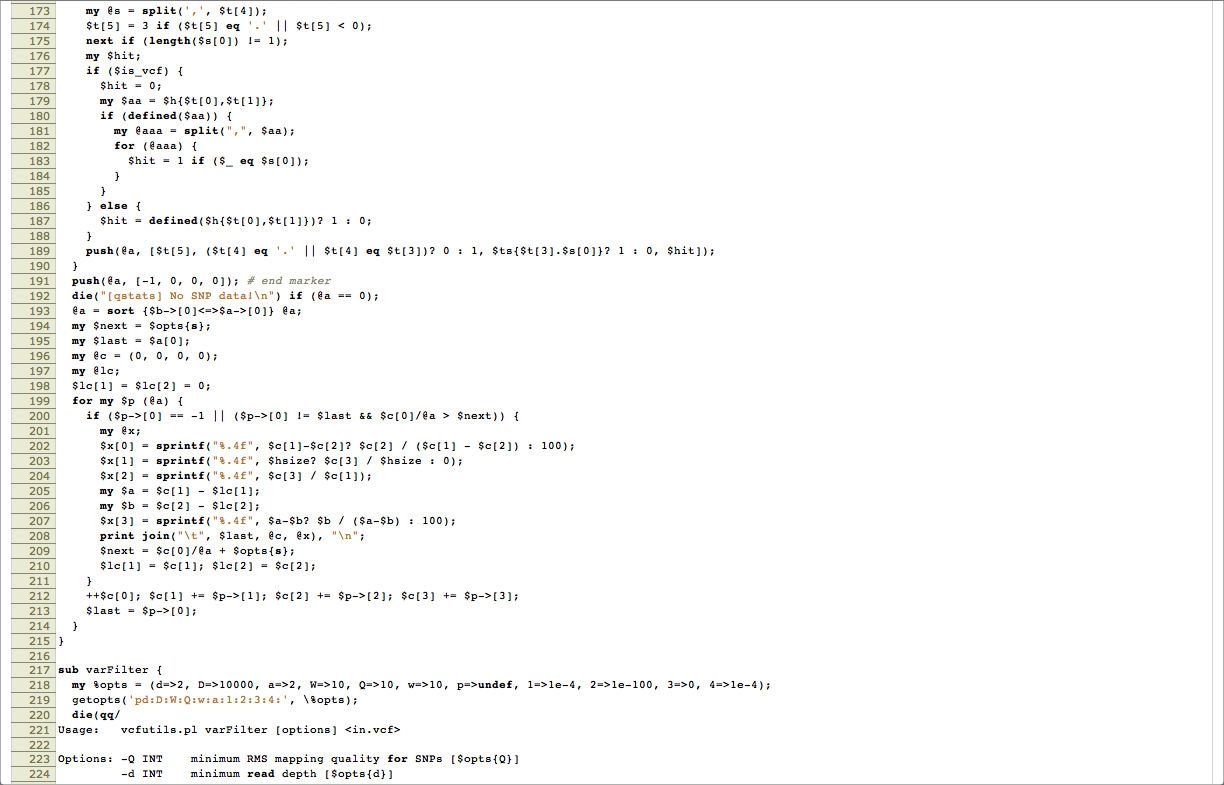 173 my @s = split(',', $t[4]);
174 $t[5] = 3 if ($t[5] eq '.' || $t[5] < 0);
175 next if (length($s[0]) != 1);
176 my $hit;
177 if ($is_vcf) {
178 $hit = 0;
179 my $aa = $h{$t[0],$t[1]};
180 if (defined($aa)) {
181 my @aaa = split(",", $aa);
182 for (@aaa) {
183 $hit = 1 if ($_ eq $s[0]);
184 }
185 }
186 } else {
187 $hit = defined($h{$t[0],$t[1]})? 1 : 0;
188 }
189 push(@a, [$t[5], ($t[4] eq '.' || $t[4] eq $t[3])? 0 : 1, $ts{$t[3].$s[0]}? 1 : 0, $hit]);
190 }
191 push(@a, [-1, 0, 0, 0]); # end marker
192 die("[qstats] No SNP data!\n") if (@a == 0);
193 @a = sort {$b->[0]<=>$a->[0]} @a;
194 my $next = $opts{s};
195 my $last = $a[0];
196 my @c = (0, 0, 0, 0);
197 my @lc;
198 $lc[1] = $lc[2] = 0;
199 for my $p (@a) {
200 if ($p->[0] == -1 || ($p->[0] != $last && $c[0]/@a > $next)) {
201 my @x;
202 $x[0] = sprintf("%.4f", $c[1]-$c[2]? $c[2] / ($c[1] - $c[2]) : 100);
203 $x[1] = sprintf("%.4f", $hsize? $c[3] / $hsize : 0);
204 $x[2] = sprintf("%.4f", $c[3] / $c[1]);
205 my $a = $c[1] - $lc[1];
206 my $b = $c[2] - $lc[2];
207 $x[3] = sprintf("%.4f", $a-$b? $b / ($a-$b) : 100);
208 print join("\t", $last, @c, @x), "\n";
209 $next = $c[0]/@a + $opts{s};
210 $lc[1] = $c[1]; $lc[2] = $c[2];
211 }
212 ++$c[0]; $c[1] += $p->[1]; $c[2] += $p->[2]; $c[3] += $p->[3];
213 $last = $p->[0];
214 }
215 }
216
217 sub varFilter {
218 my %opts = (d=>2, D=>10000, a=>2, W=>10, Q=>10, w=>10, p=>undef, 1=>1e-4, 2=>1e-100, 3=>0, 4=>1e-4);
219 getopts('pd:D:W:Q:w:a:1:2:3:4:', \%opts);
220 die(qq/
221 Usage: vcfutils.pl varFilter [options] <in.vcf>
222
223 Options: -Q INT minimum RMS mapping quality for SNPs [$opts{Q}]
224 -d INT minimum read depth [$opts{d}]